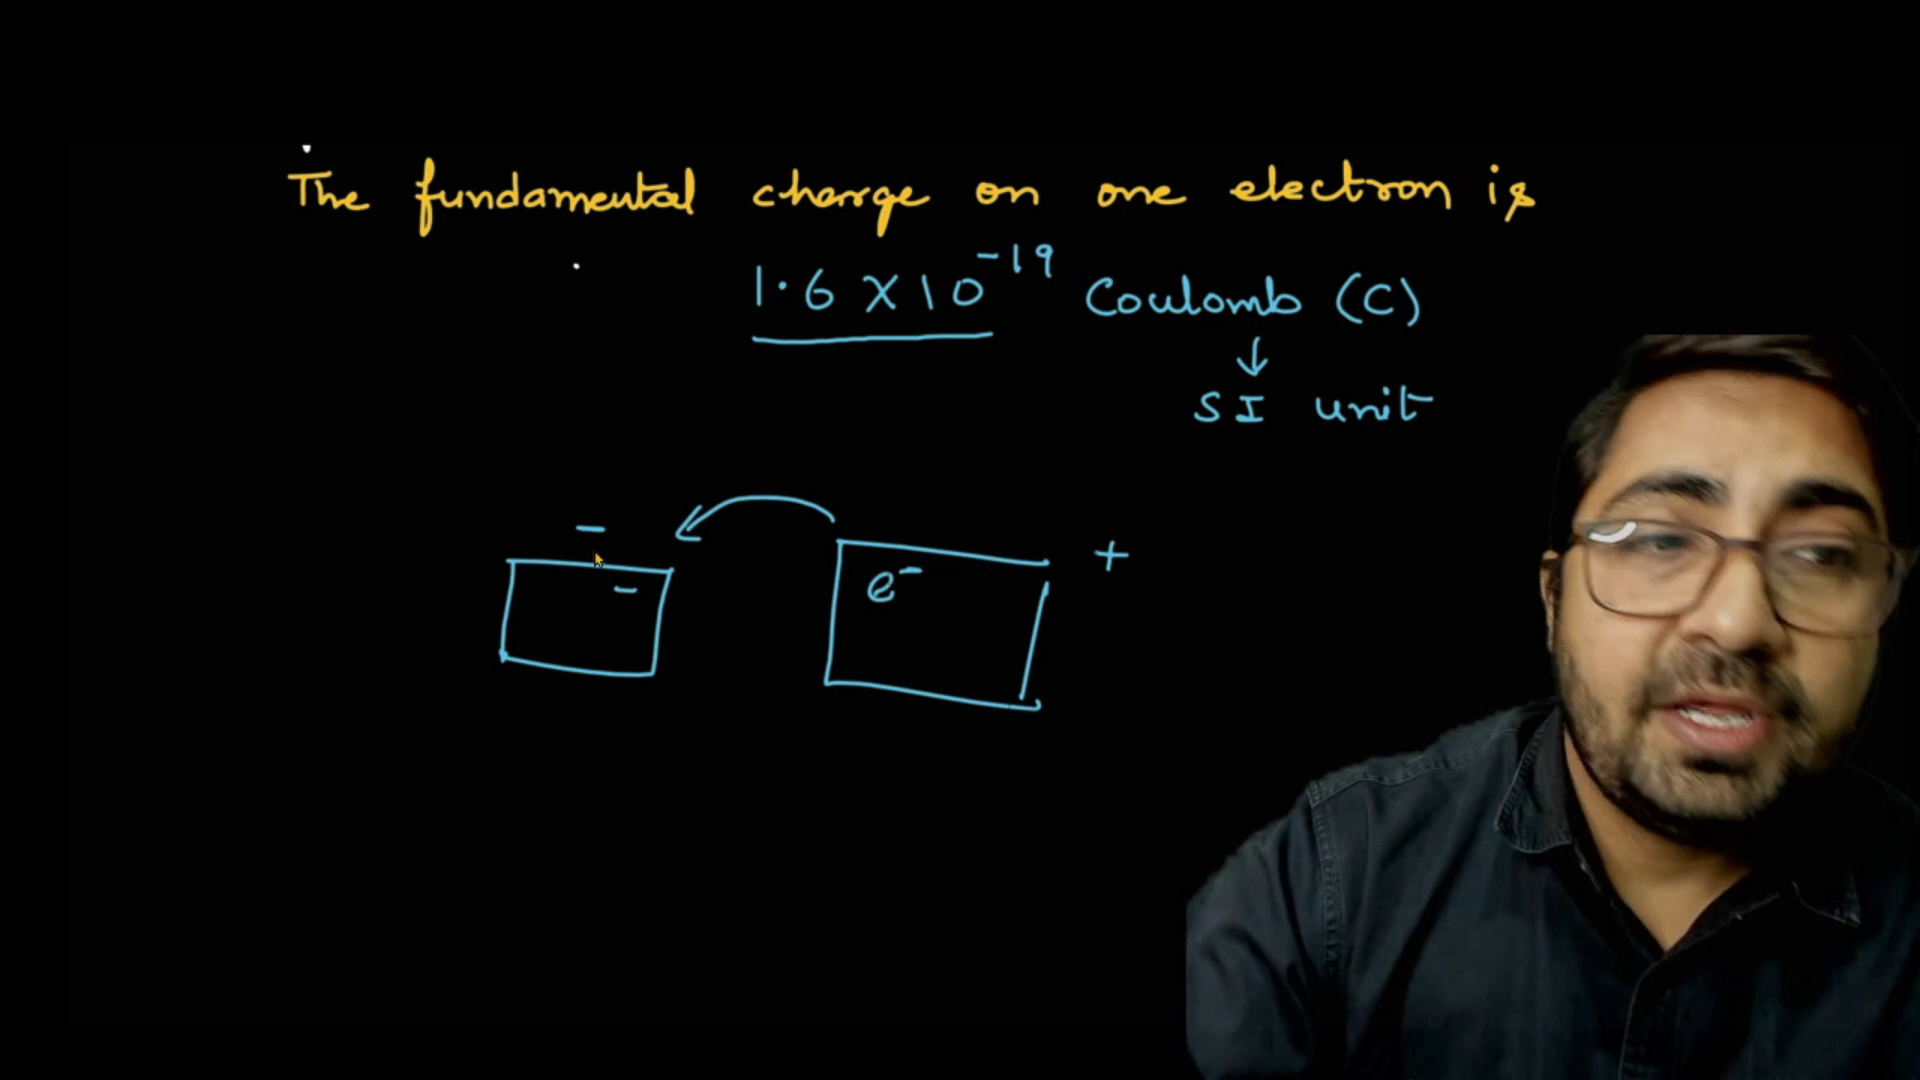 The fundamental charge on one electron is
1.6 X 10⁻¹⁹ Coulomb (C)
↓
SI unit
- +
- e⁻